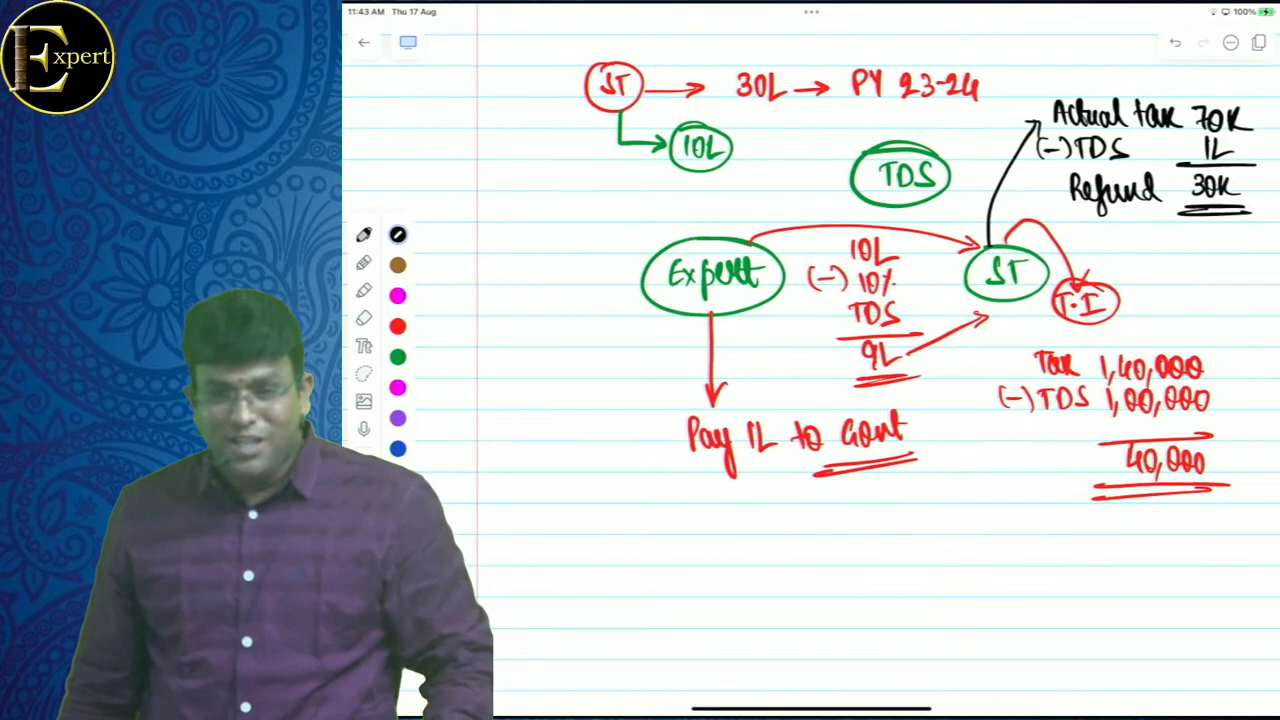 Expert
11:43 AM Thu 17 Aug
100%
ST → 30L → PY 23-24
10L
TDS
Actual tax 70K
(-) TDS 1L
Refund 30K
Expert
10L
(-) 10%
TDS
9L
ST
T.I
Tax 1,40,000
(-) TDS 1,00,000
40,000
Pay 1L to Govt
Tt